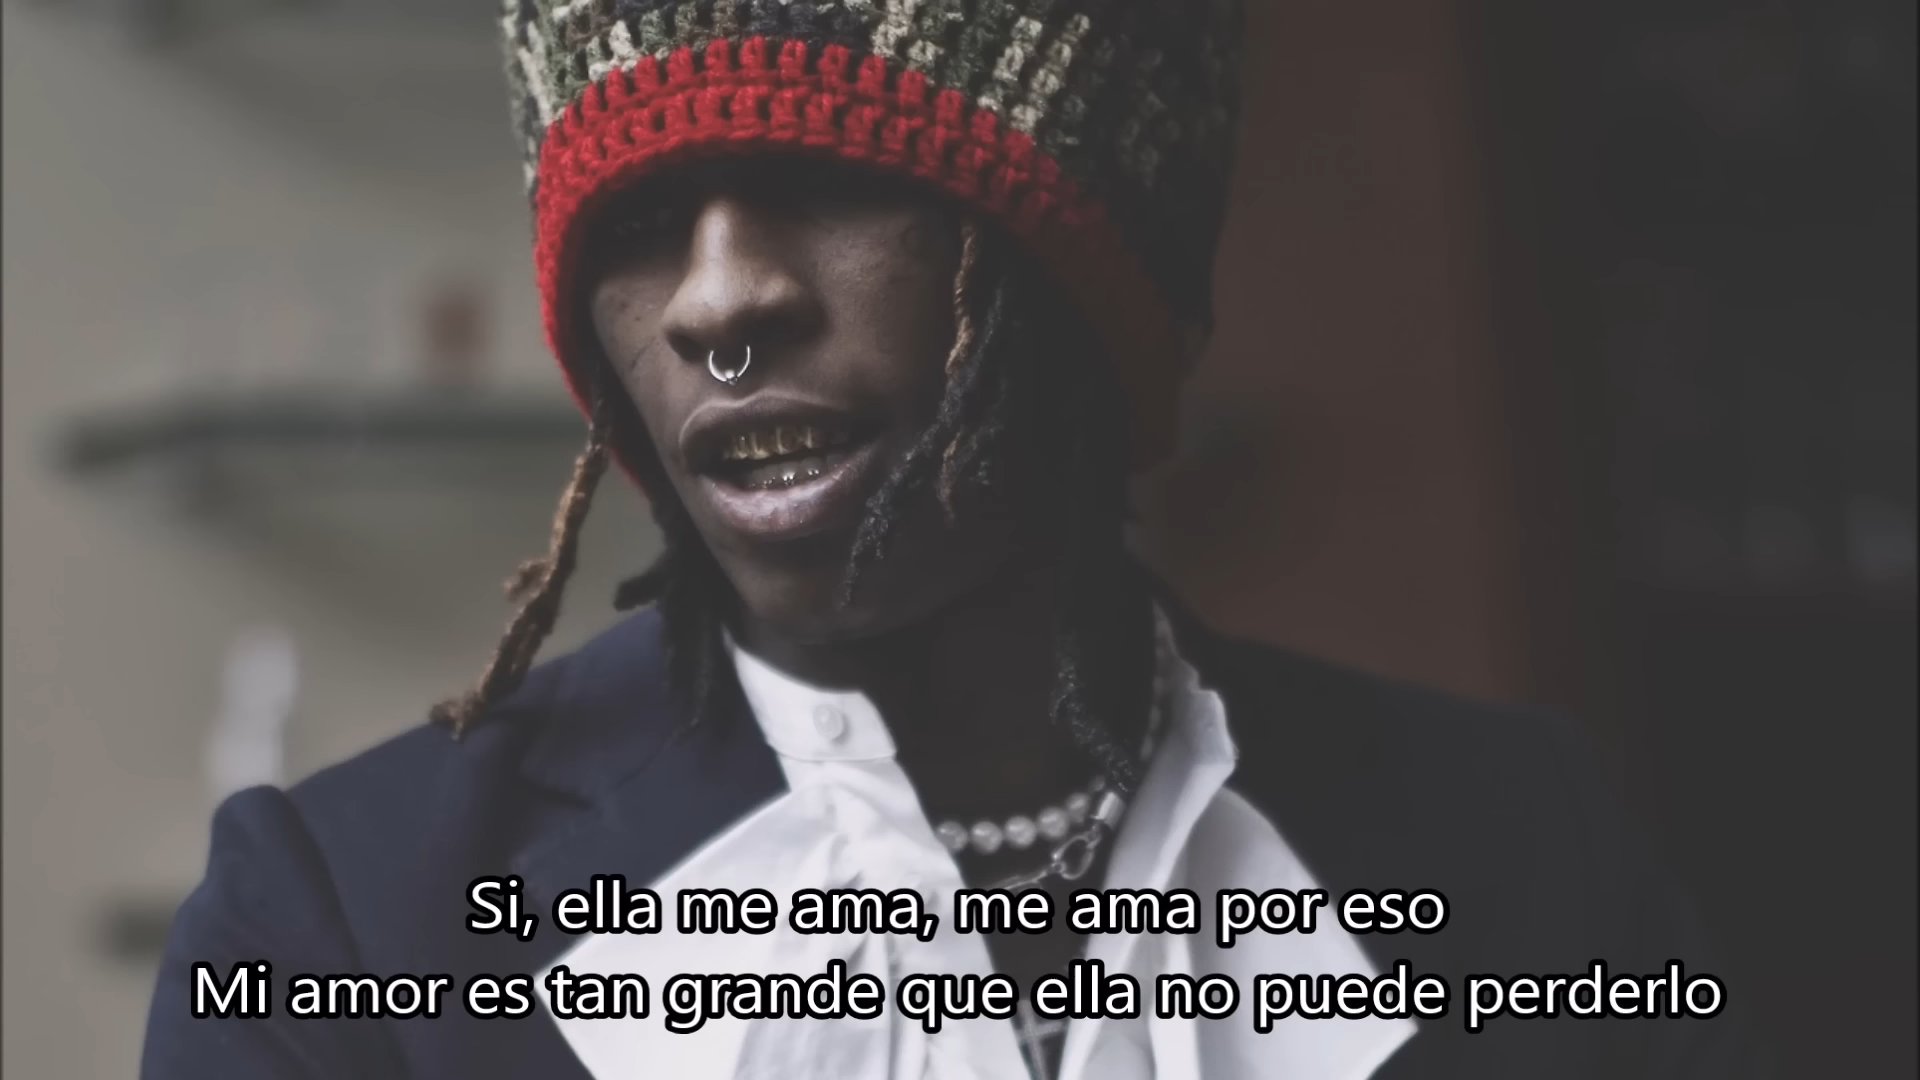 Si, ella me ama, me ama por eso
Mi amor es tan grande que ella no puede perderlo